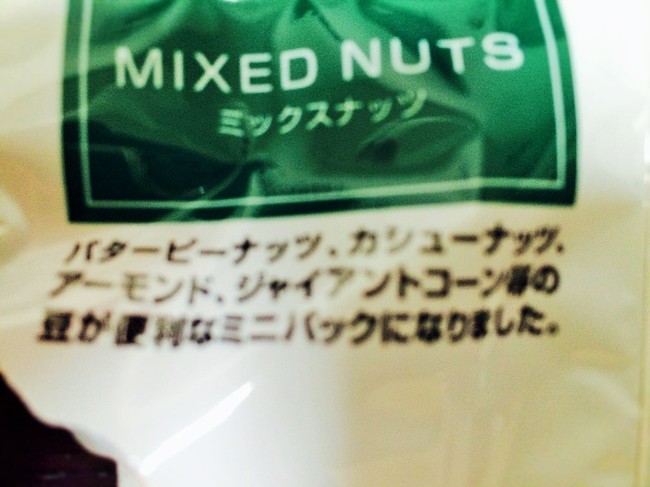 MIXED NUTS
ミックスナッツ
バターピーナッツ、カシューナッツ、
アーモンド、ジャイアントコーン等の
豆が便利なミニパックになりました。